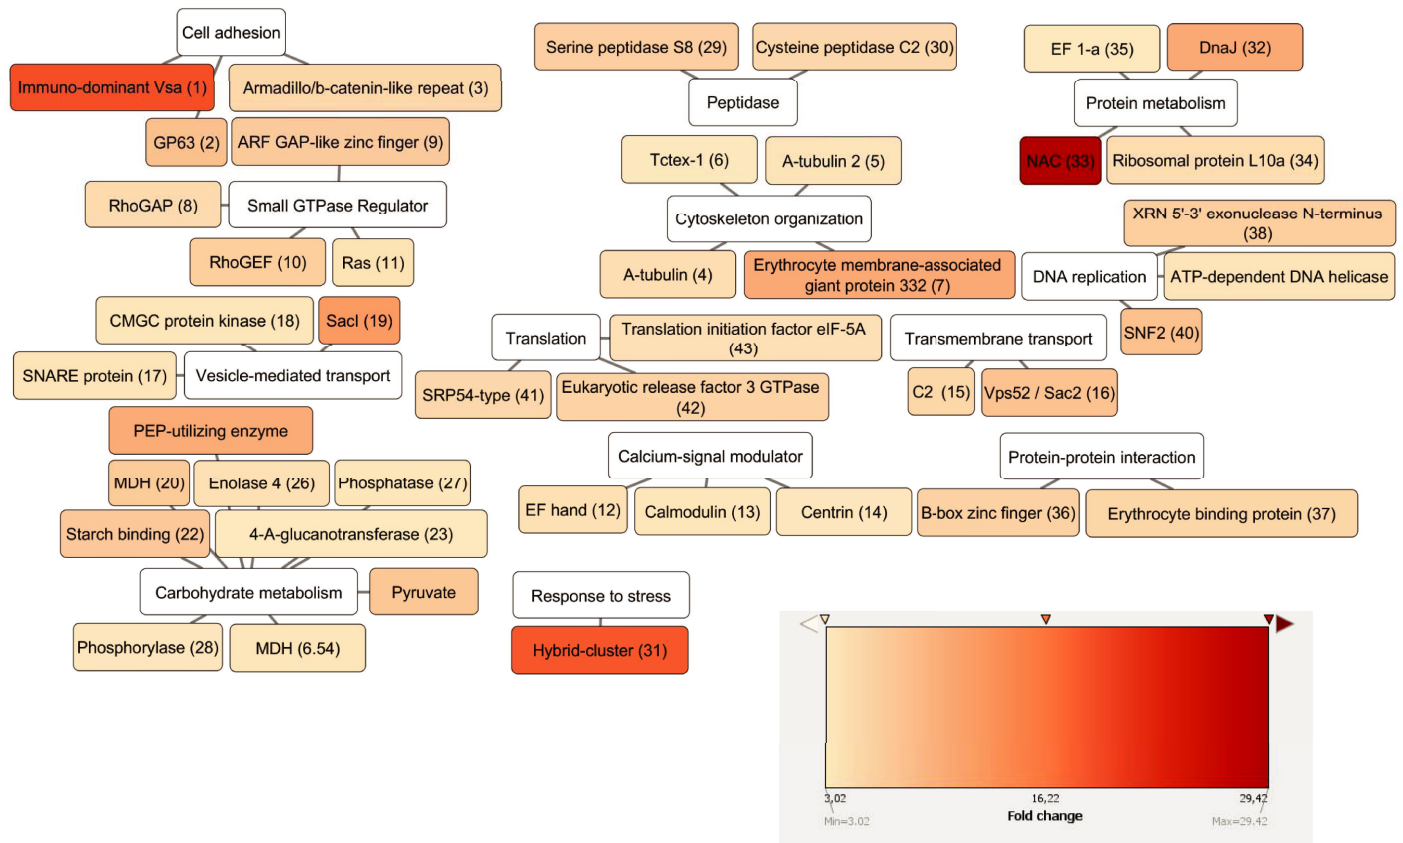 Cell adhesion
Immuno-dominant Vsa (1)
Armadillo/b-catenin-like repeat (3)
GP63 (2)
ARF GAP-like zinc finger (9)
RhoGAP (8)
Small GTPase Regulator
RhoGEF (10)
Ras (11)
CMGC protein kinase (18)
SacI (19)
SNARE protein (17)
Vesicle-mediated transport
PEP-utilizing enzyme
MDH (20)
Enolase 4 (26)
Phosphatase (27)
Starch binding (22)
4-A-glucanotransferase (23)
Carbohydrate metabolism
Pyruvate
Phosphorylase (28)
MDH (6.54)
Serine peptidase S8 (29)
Cysteine peptidase C2 (30)
Peptidase
Tctex-1 (6)
A-tubulin 2 (5)
Cytoskeleton organization
A-tubulin (4)
Erythrocyte membrane-associated
giant protein 332 (7)
Translation
Translation initiation factor eIF-5A
(43)
SRP54-type (41)
Eukaryotic release factor 3 GTPase
(42)
Calcium-signal modulator
EF hand (12)
Calmodulin (13)
Centrin (14)
Response to stress
Hybrid-cluster (31)
EF 1-a (35)
DnaJ (32)
Protein metabolism
NAC (33)
Ribosomal protein L10a (34)
XRN 5'-3' exonuclease N-terminus
(38)
DNA replication
ATP-dependent DNA helicase
SNF2 (40)
Transmembrane transport
C2 (15)
Vps52 / Sac2 (16)
Protein-protein interaction
B-box zinc finger (36)
Erythrocyte binding protein (37)
3,02
16,22
29,42
Fold change
Min=3.02
Max=29.42